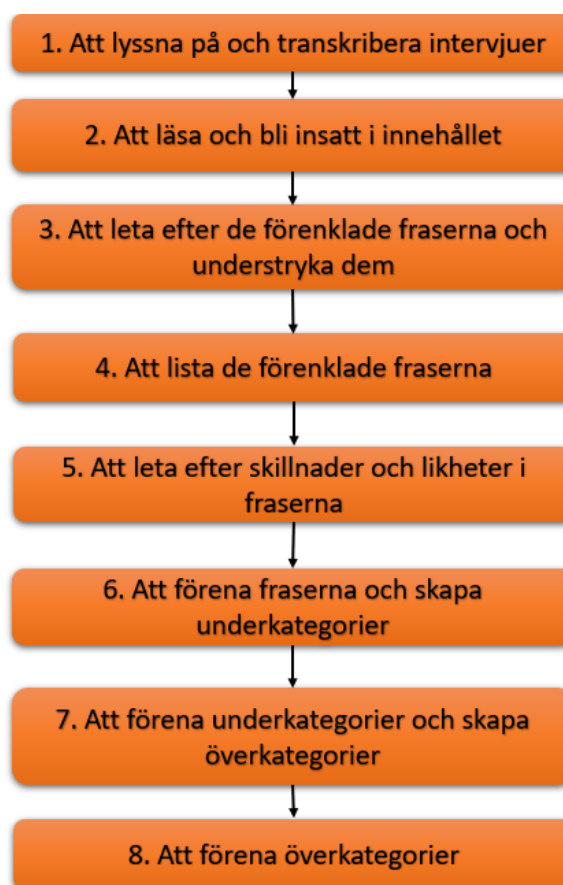 1. Att lyssna på och transkribera intervjuer
2. Att läsa och bli insatt i innehållet
3. Att leta efter de förenklade fraserna och
understryka dem
4. Att lista de förenklade fraserna
5. Att leta efter skillnader och likheter i
fraserna
6. Att förena fraserna och skapa
underkategorier
7. Att förena underkategorier och skapa
överkategorier
8. Att förena överkategorier